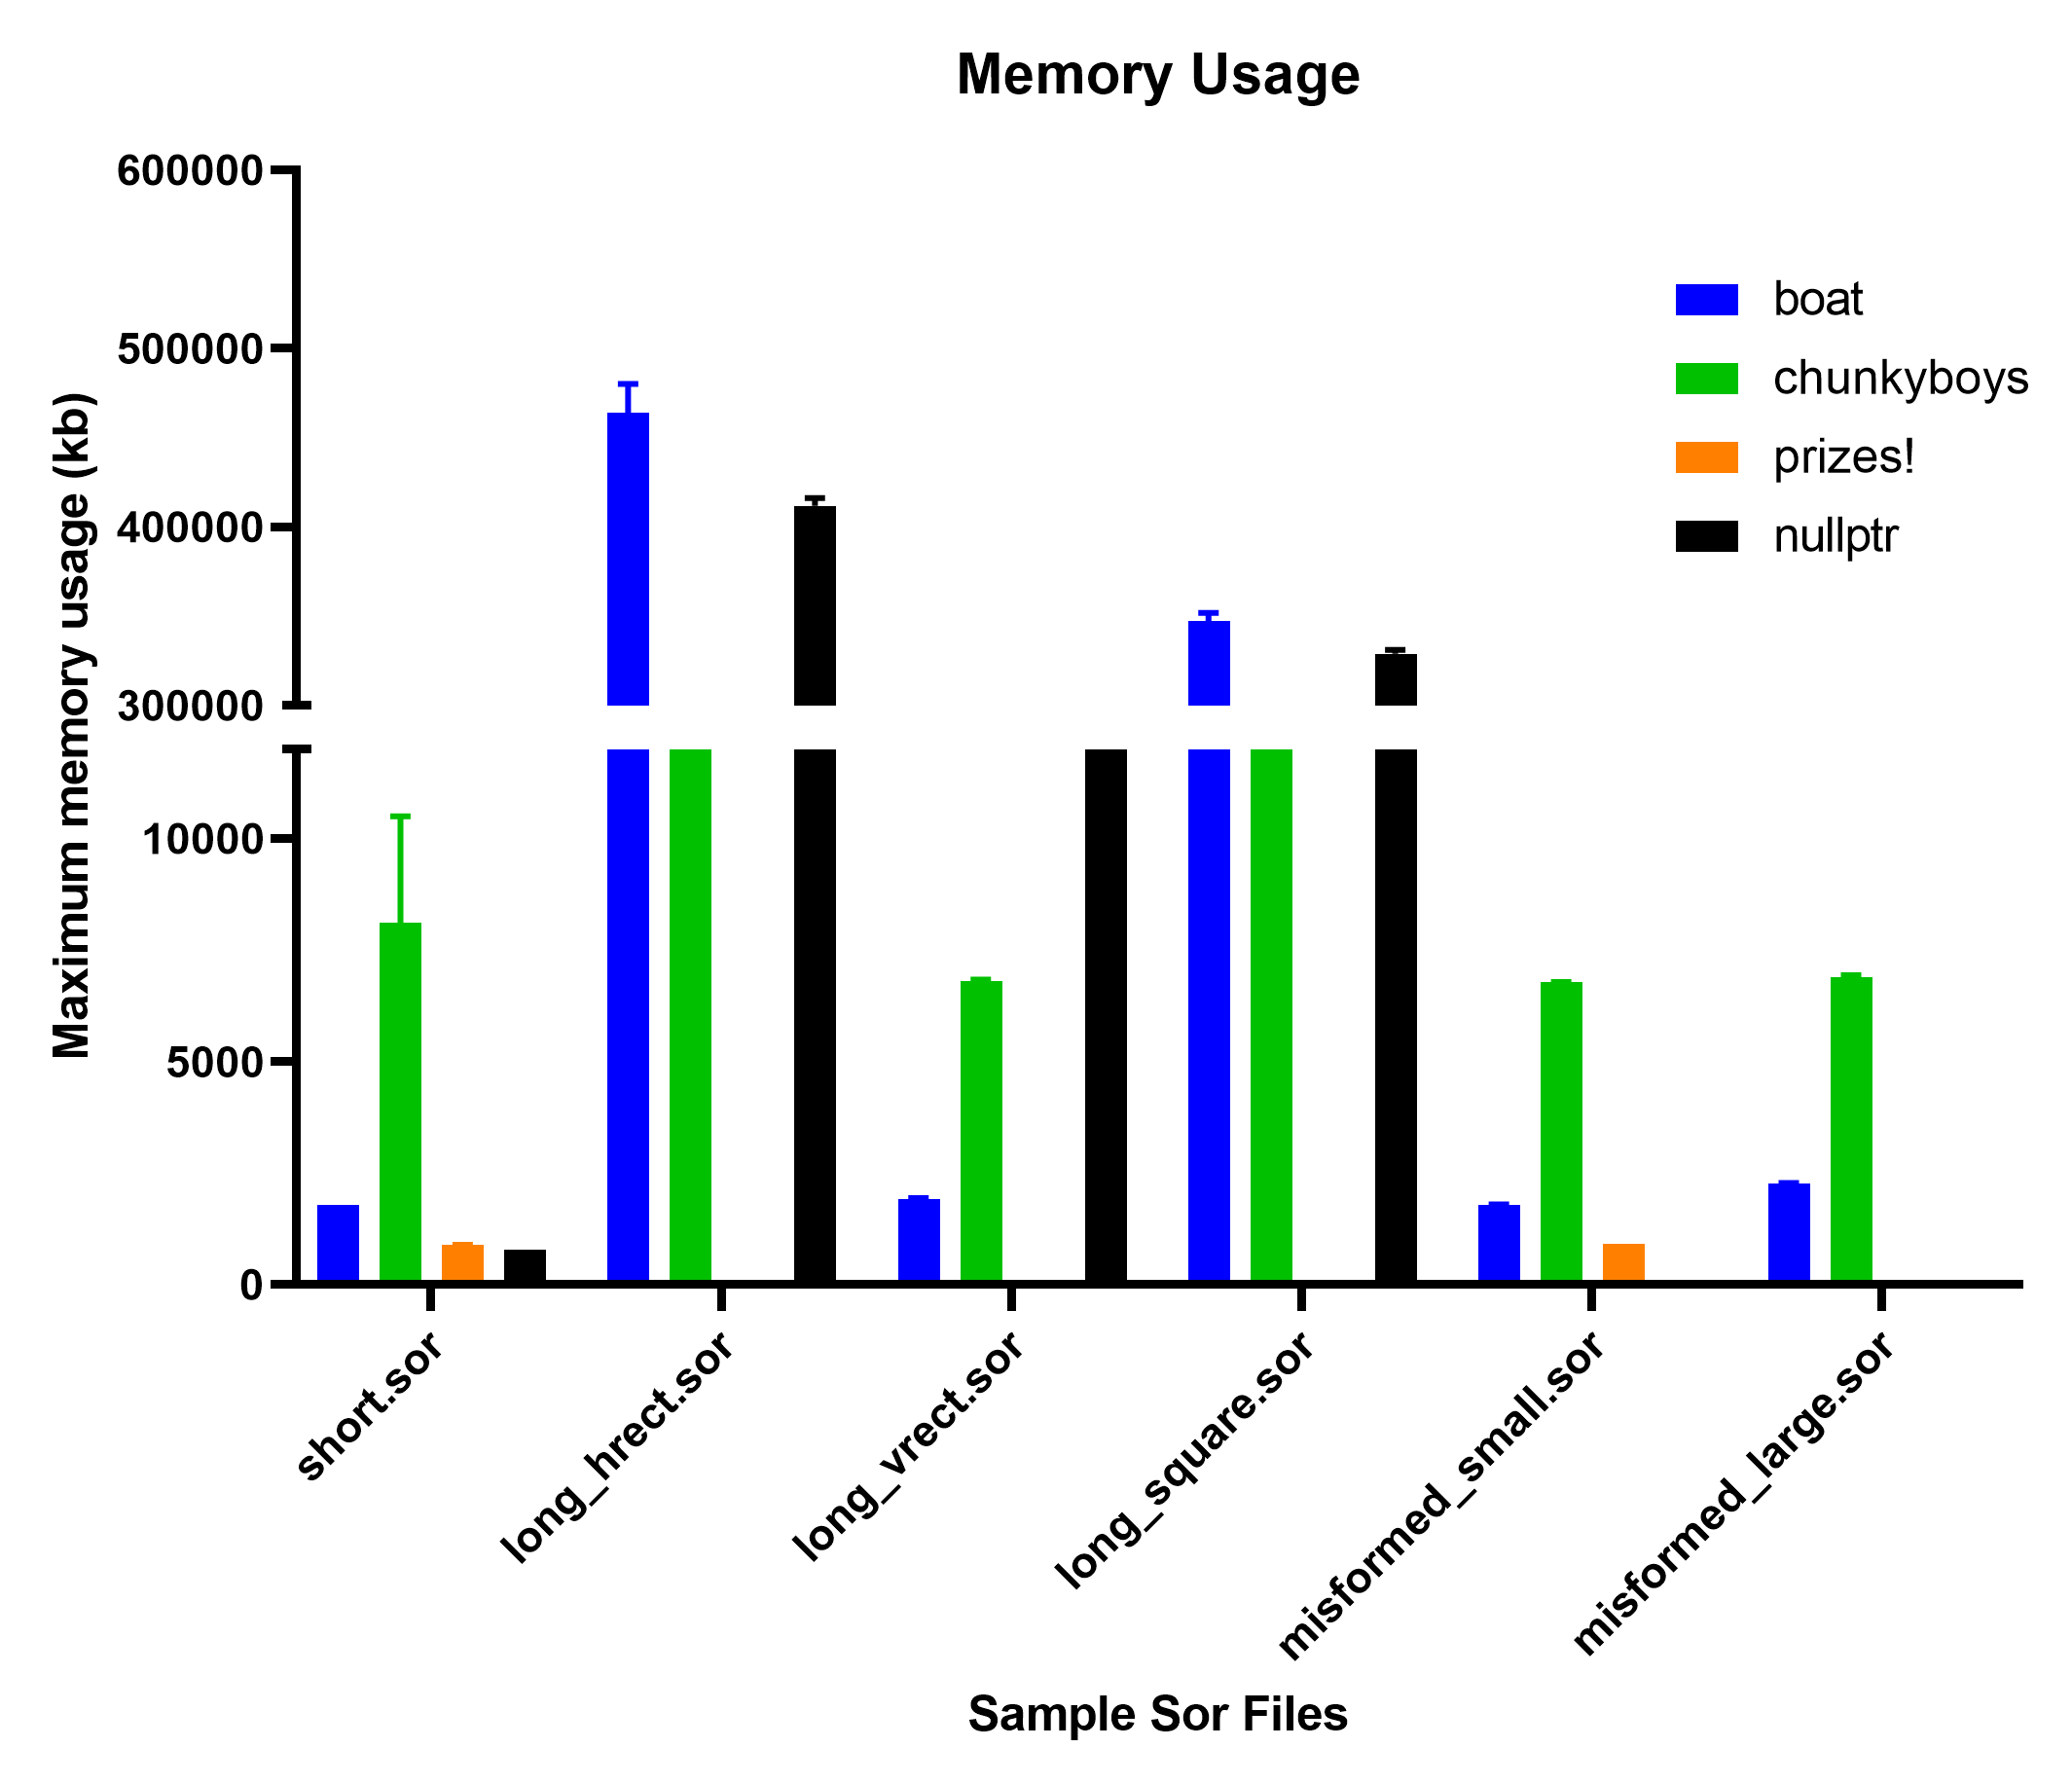 Memory Usage
Maximum memory usage (kb)
600000
500000
400000
300000
10000
5000
0
boat
chunkyboys
prizes!
nullptr
short.sor
long_hrect.sor
long_vrect.sor
long_square.sor
misformed_small.sor
misformed_large.sor
Sample Sor Files